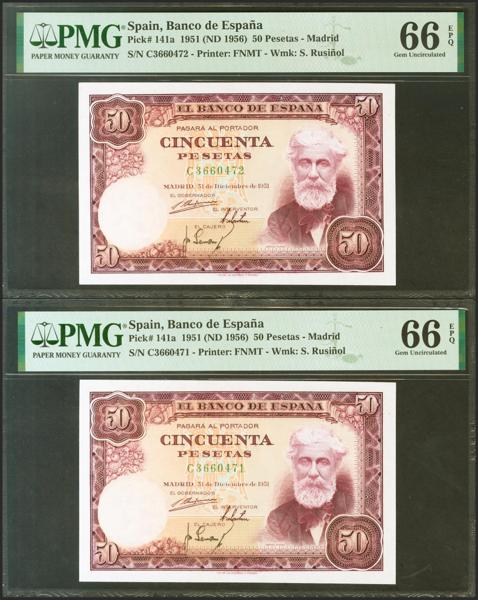 PMG
PAPER MONEY GUARANTY
Spain, Banco de España
Pick# 141a 1951 (ND 1956) 50 Pesetas - Madrid
S/N C3660472 - Printer: FNMT - Wmk: S. Rusiñol
66 EPQ
Gem Uncirculated
50
50
EL BANCO DE ESPAÑA
PAGARÁ AL PORTADOR
CINCUENTA
PESETAS
C3660472
MADRID, 31 de Diciembre de 1951
EL GOBERNADOR
EL INTERVENTOR
EL CAJERO
50
50
PMG
PAPER MONEY GUARANTY
Spain, Banco de España
Pick# 141a 1951 (ND 1956) 50 Pesetas - Madrid
S/N C3660471 - Printer: FNMT - Wmk: S. Rusiñol
66 EPQ
Gem Uncirculated
50
50
EL BANCO DE ESPAÑA
PAGARÁ AL PORTADOR
CINCUENTA
PESETAS
C3660471
MADRID, 31 de Diciembre de 1951
EL GOBERNADOR
EL INTERVENTOR
EL CAJERO
50
50